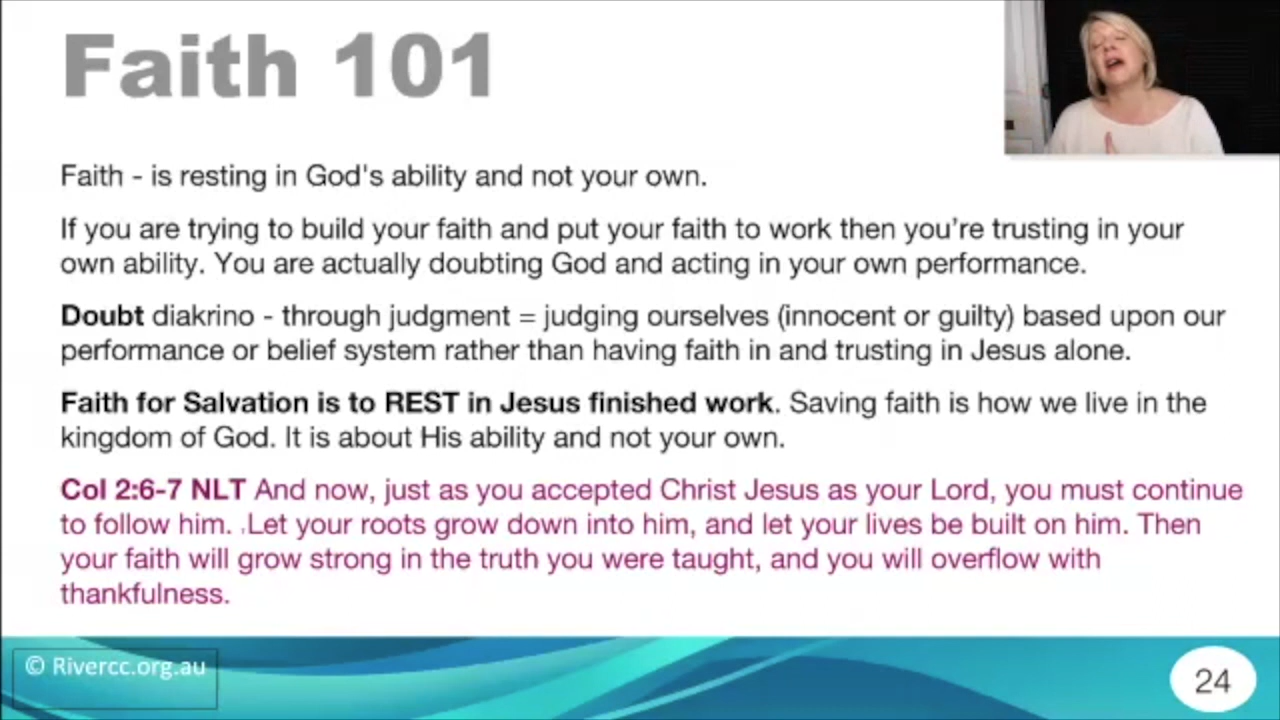 Faith 101
Faith - is resting in God's ability and not your own.
If you are trying to build your faith and put your faith to work then you're trusting in your
own ability. You are actually doubting God and acting in your own performance.
Doubt diakrino - through judgment = judging ourselves (innocent or guilty) based upon our
performance or belief system rather than having faith in and trusting in Jesus alone.
Faith for Salvation is to REST in Jesus finished work. Saving faith is how we live in the
kingdom of God. It is about His ability and not your own.
Col 2:6-7 NLT And now, just as you accepted Christ Jesus as your Lord, you must continue
to follow him. .Let your roots grow down into him, and let your lives be built on him. Then
your faith will grow strong in the truth you were taught, and you will overflow with
thankfulness.
© Rivercc.org.au
24